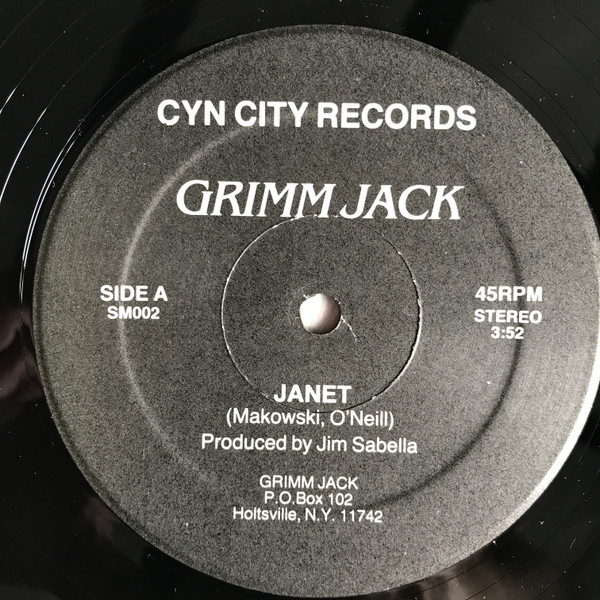 CYN CITY RECORDS
GRIMM JACK
SIDE A
SM002
45RPM
STEREO
3:52
JANET
(Makowski, O'Neill)
Produced by Jim Sabella
GRIMM JACK
P.O.Box 102
Holtsville, N.Y. 11742